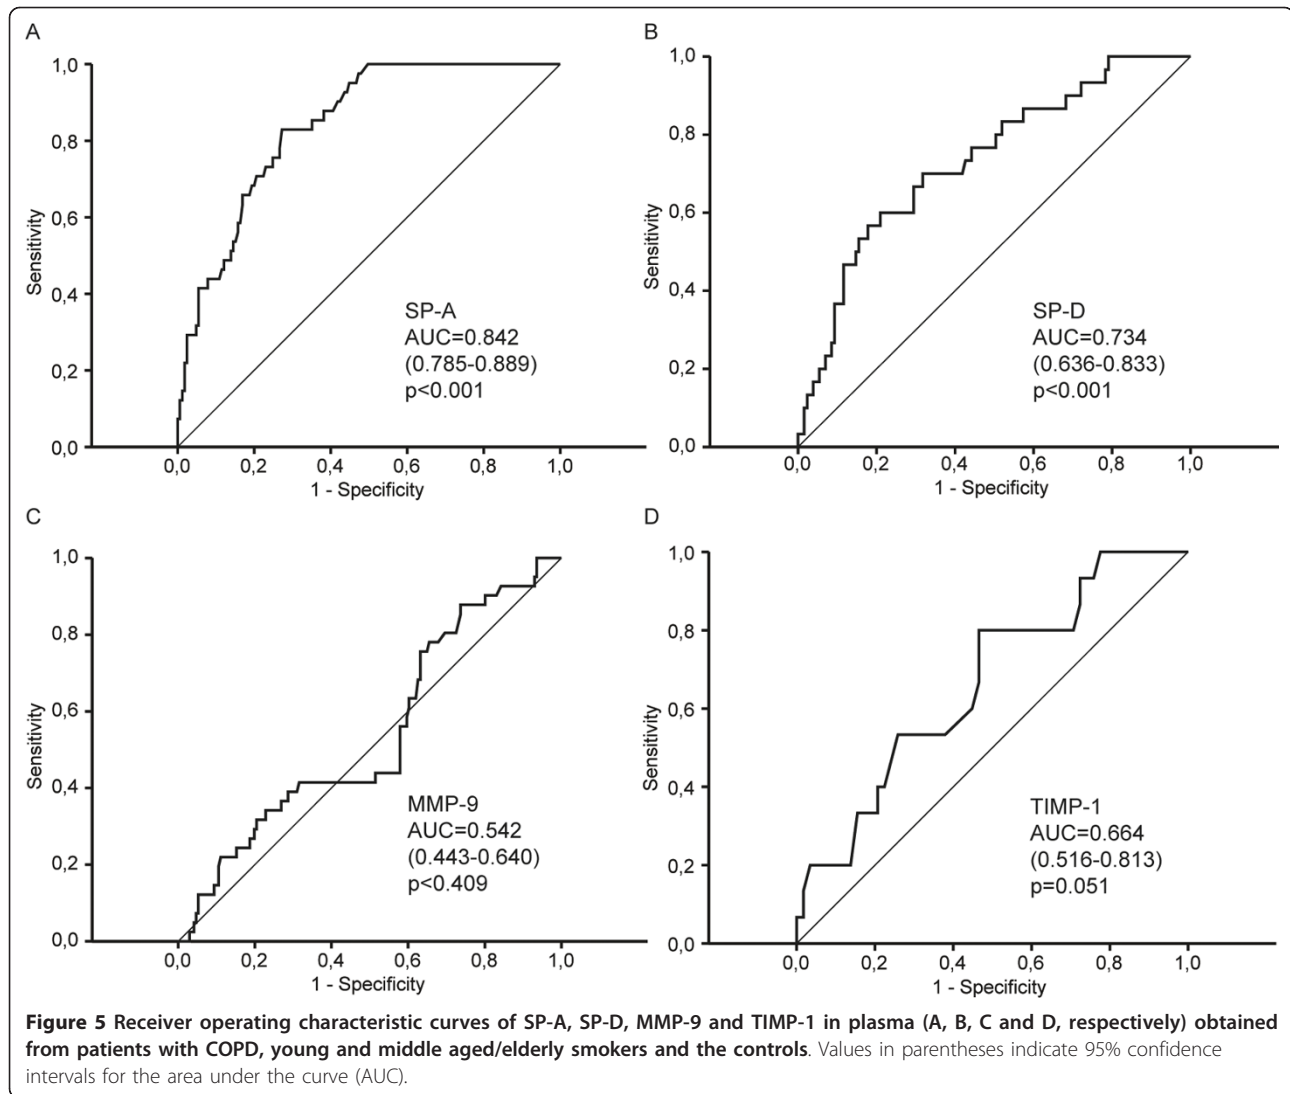 A
1,0
0,8
0,6
0,4
0,2
0,0
Sensitivity
SP-A
AUC=0.842
(0.785-0.889)
p<0.001
0,0 0,2 0,4 0,6 0,8 1,0
1 - Specificity
B
1,0
0,8
0,6
0,4
0,2
0,0
Sensitivity
SP-D
AUC=0.734
(0.636-0.833)
p<0.001
0,0 0,2 0,4 0,6 0,8 1,0
1 - Specificity
C
1,0
0,8
0,6
0,4
0,2
0,0
Sensitivity
MMP-9
AUC=0.542
(0.443-0.640)
p<0.409
0,0 0,2 0,4 0,6 0,8 1,0
1 - Specificity
D
1,0
0,8
0,6
0,4
0,2
0,0
Sensitivity
TIMP-1
AUC=0.664
(0.516-0.813)
p=0.051
0,0 0,2 0,4 0,6 0,8 1,0
1 - Specificity
Figure 5 Receiver operating characteristic curves of SP-A, SP-D, MMP-9 and TIMP-1 in plasma (A, B, C and D, respectively) obtained
from patients with COPD, young and middle aged/elderly smokers and the controls. Values in parentheses indicate 95% confidence
intervals for the area under the curve (AUC).